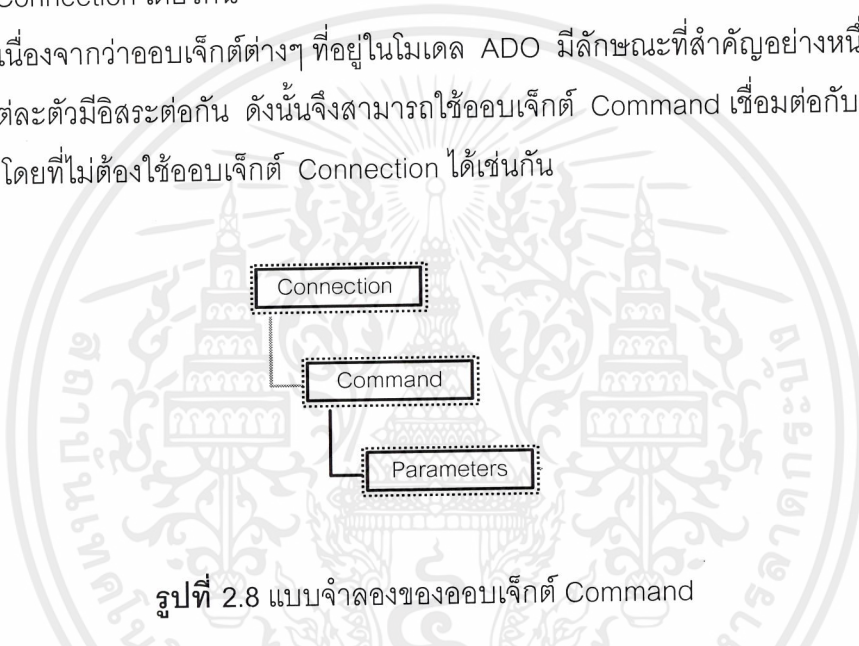 Connection
เนื่องจากว่าออบเจ็กต์ต่างๆ ที่อยู่ในโมเดล ADO มีลักษณะที่สำคัญอย่างหนึ่
ต่ละตัวมีอิสระต่อกัน ดังนั้นจึงสามารถใช้ออบเจ็กต์ Command เชื่อมต่อกับ
โดยที่ไม่ต้องใช้ออบเจ็กต์ Connection ได้เช่นกัน
Connection
Command
Parameters
รูปที่ 2.8 แบบจำลองของออบเจ็กต์ Command